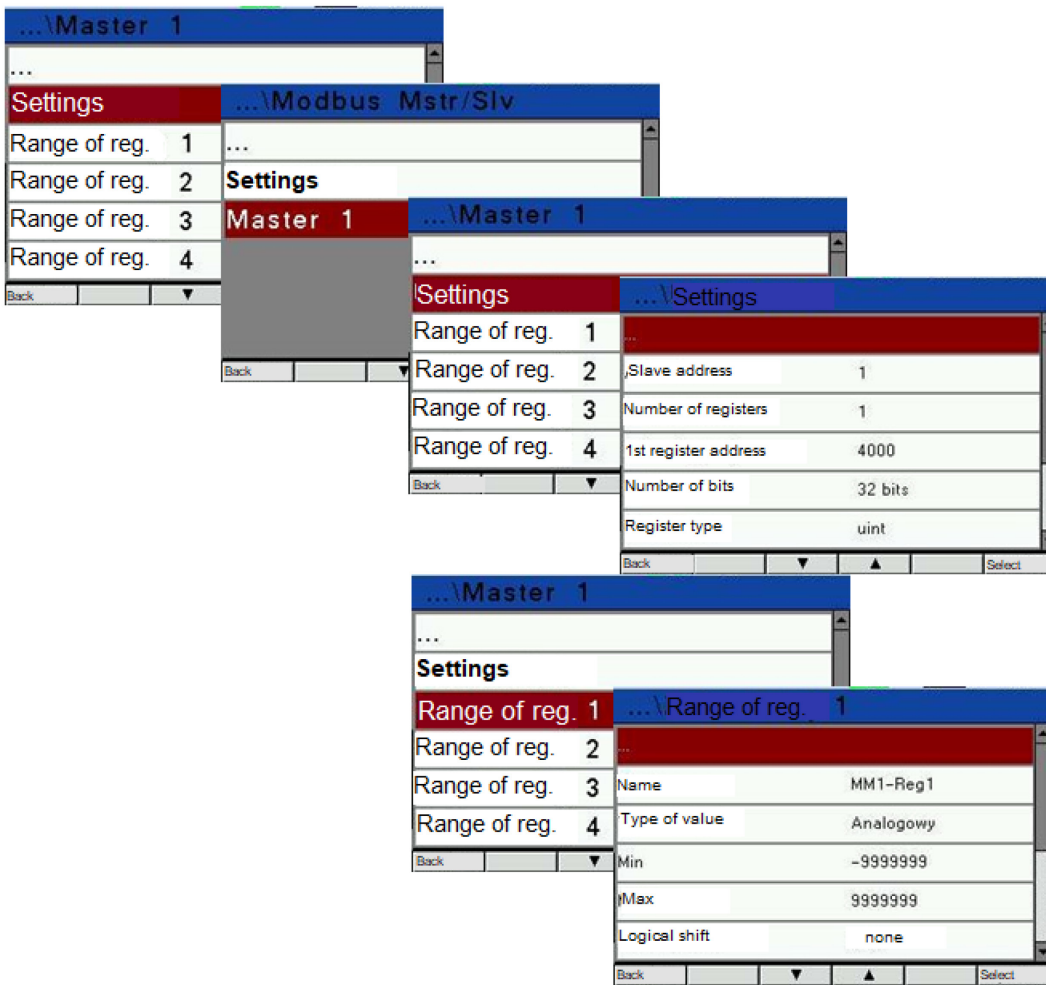 ...\Master 1
...
Settings
Range of reg. 1
Range of reg. 2
Range of reg. 3
Range of reg. 4
Back ▼
...\Modbus Mstr/Slv
...
Settings
Master 1
Back ▼
...\Master 1
...
Settings
Range of reg. 1
Range of reg. 2
Range of reg. 3
Range of reg. 4
Back ▼
...\Settings
...
Slave address 1
Number of registers 1
1st register address 4000
Number of bits 32 bits
Register type uint
Back ▼ ▲ Select
...\Master 1
...
Settings
Range of reg. 1
Range of reg. 2
Range of reg. 3
Range of reg. 4
Back ▼
...\Range of reg. 1
...
Name MM1-Reg1
Type of value Analogowy
Min -9999999
Max 9999999
Logical shift none
Back ▼ ▲ Select